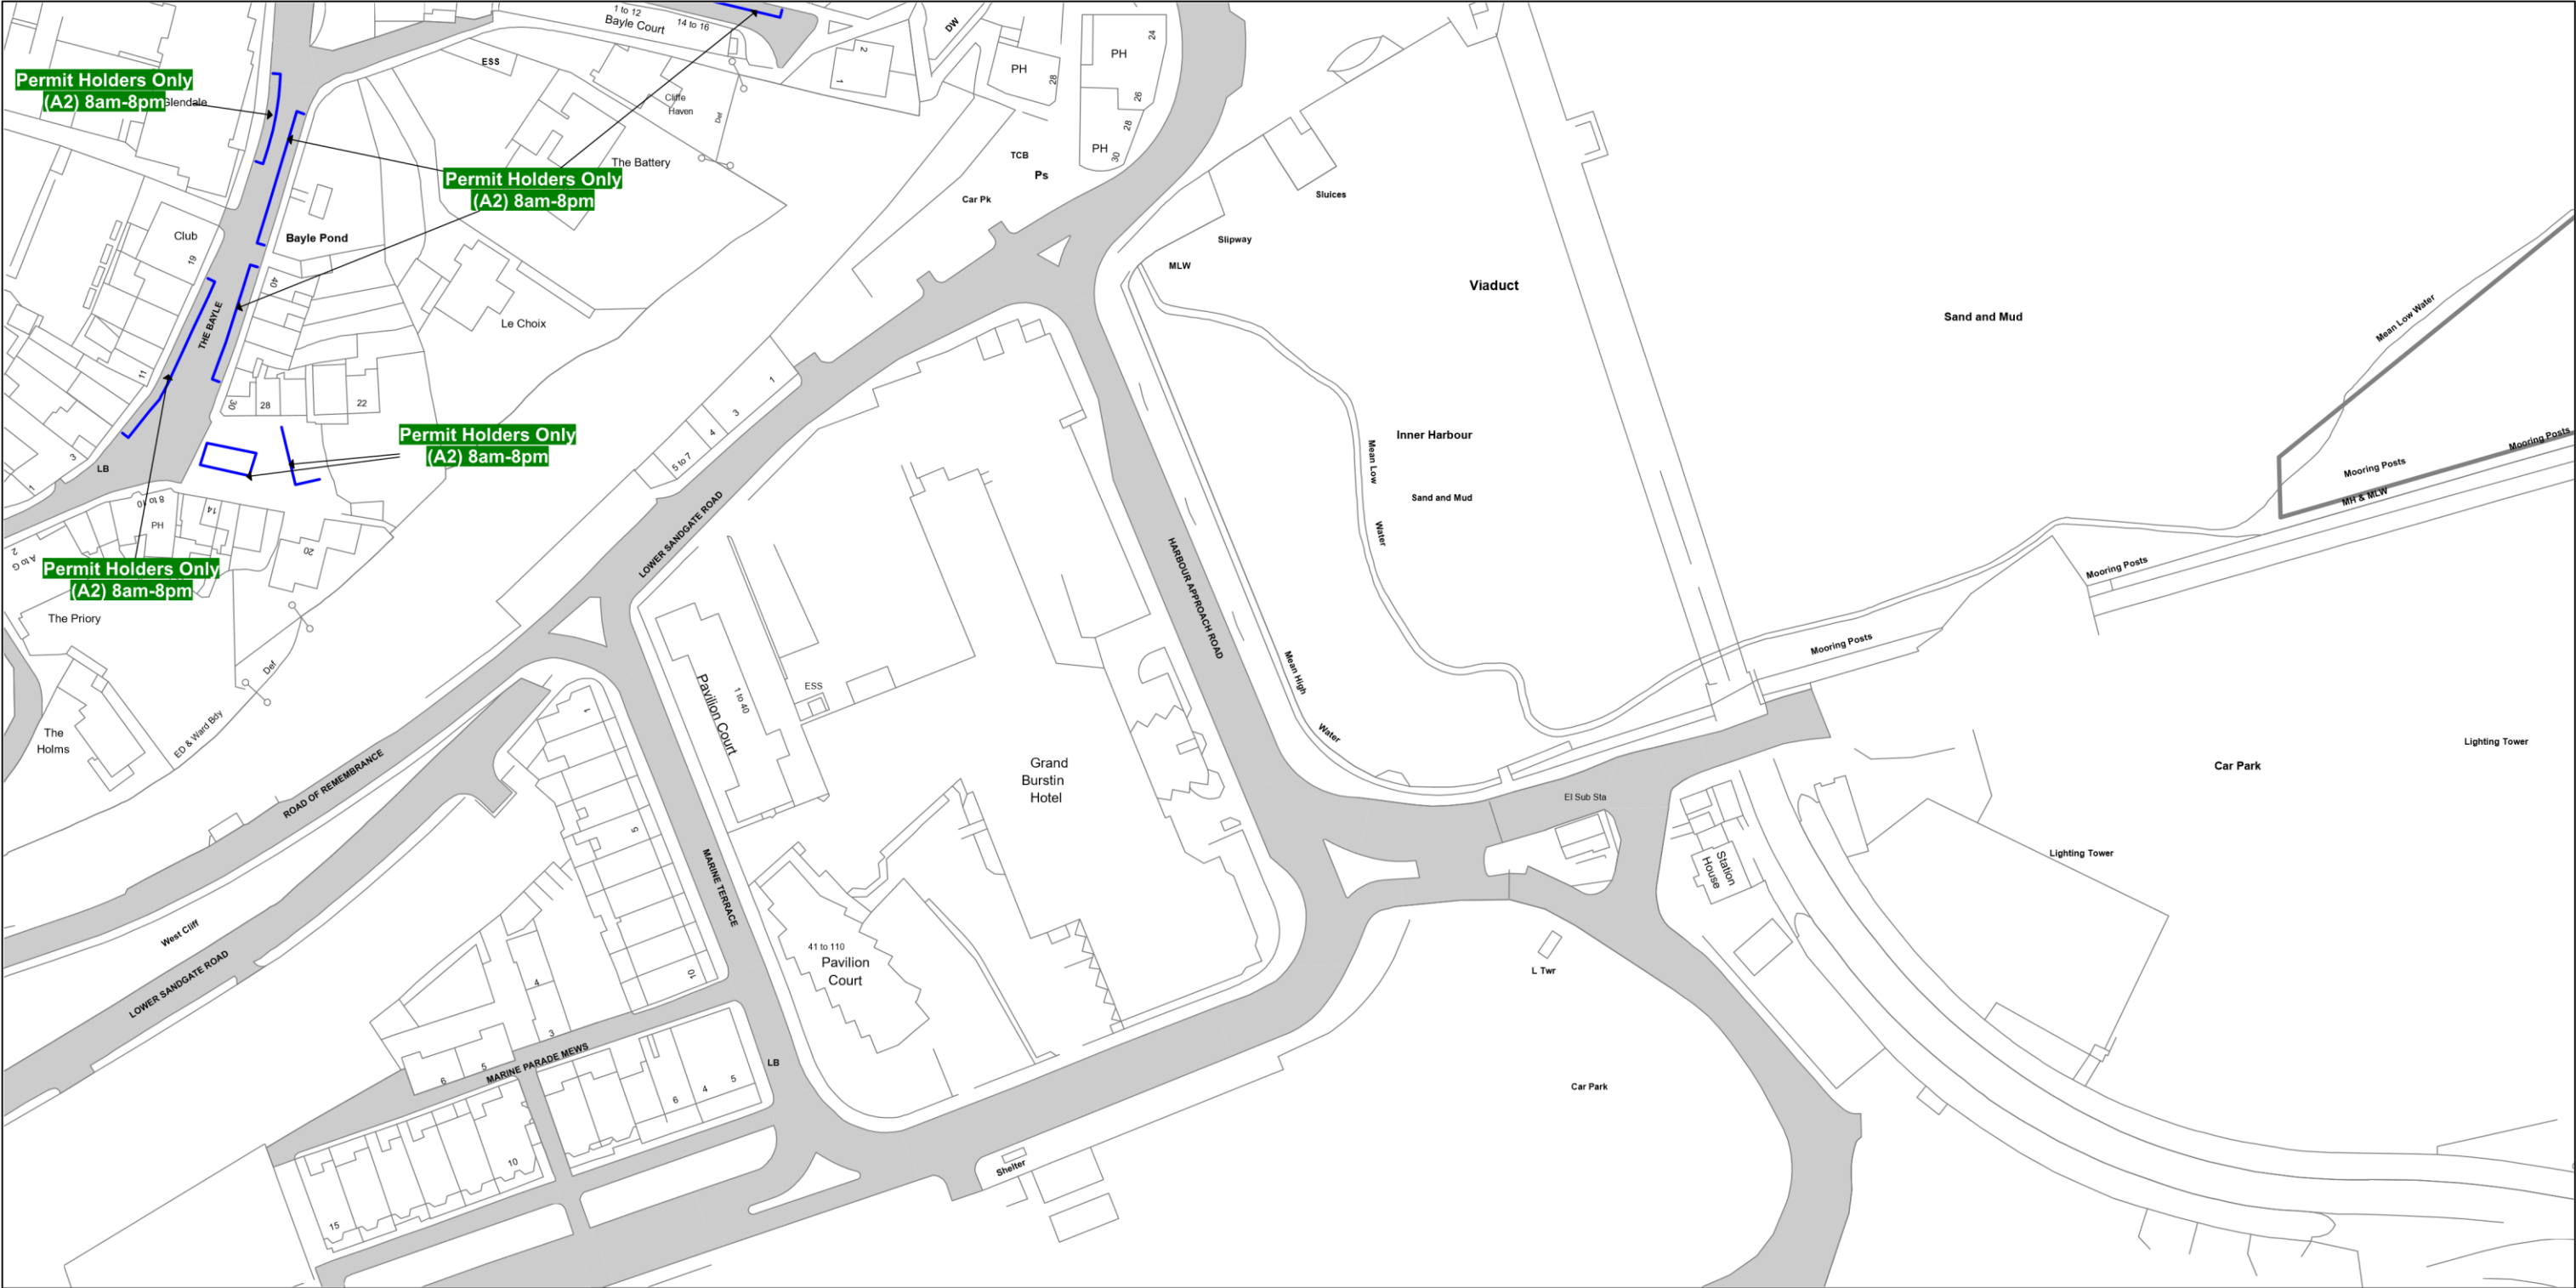 1 to 12
Bayle Court
14 to 16
2
1
DW
PH
28
PH
24
26
28
PH
30
ESS
Permit Holders Only
(A2) 8am-8pm
Glendale
Cliffe
Haven
Def
The Battery
Permit Holders Only
(A2) 8am-8pm
TCB
Ps
Car Pk
Sluices
Slipway
MLW
Viaduct
Sand and Mud
Mean Low Water
Club
19
Bayle Pond
40
THE BAYLE
Le Choix
11
30
28
22
1
3
4
5 to 7
Permit Holders Only
(A2) 8am-8pm
Inner Harbour
Mean Low
Water
Sand and Mud
Mooring Posts
Mooring Posts
MH & MLW
3
LB
1
8 to 10
PH
14
20
A to G
2
Permit Holders Only
(A2) 8am-8pm
LOWER SANDGATE ROAD
HARBOUR APPROACH ROAD
Mooring Posts
Mooring Posts
The Priory
Def
ED & Ward Bdy
The
Holms
ROAD OF REMEMBRANCE
Pavilion Court
1 to 40
ESS
Mean High
Water
Grand
Burstin
Hotel
Lighting Tower
Car Park
El Sub Sta
Lighting Tower
Station
House
1
5
10
MARINE TERRACE
West Cliff
LOWER SANDGATE ROAD
41 to 110
Pavilion
Court
L Twr
4
3
5
6
MARINE PARADE MEWS
LB
6
4
5
Car Park
10
15
Shelter